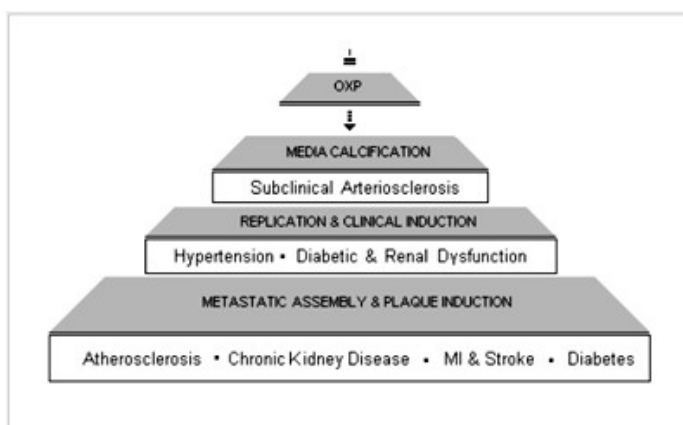 OXP
MEDIA CALCIFICATION
Subclinical Arteriosclerosis
REPLICATION & CLINICAL INDUCTION
Hypertension • Diabetic & Renal Dysfunction
METASTATIC ASSEMBLY & PLAQUE INDUCTION
Atherosclerosis • Chronic Kidney Disease • MI & Stroke • Diabetes